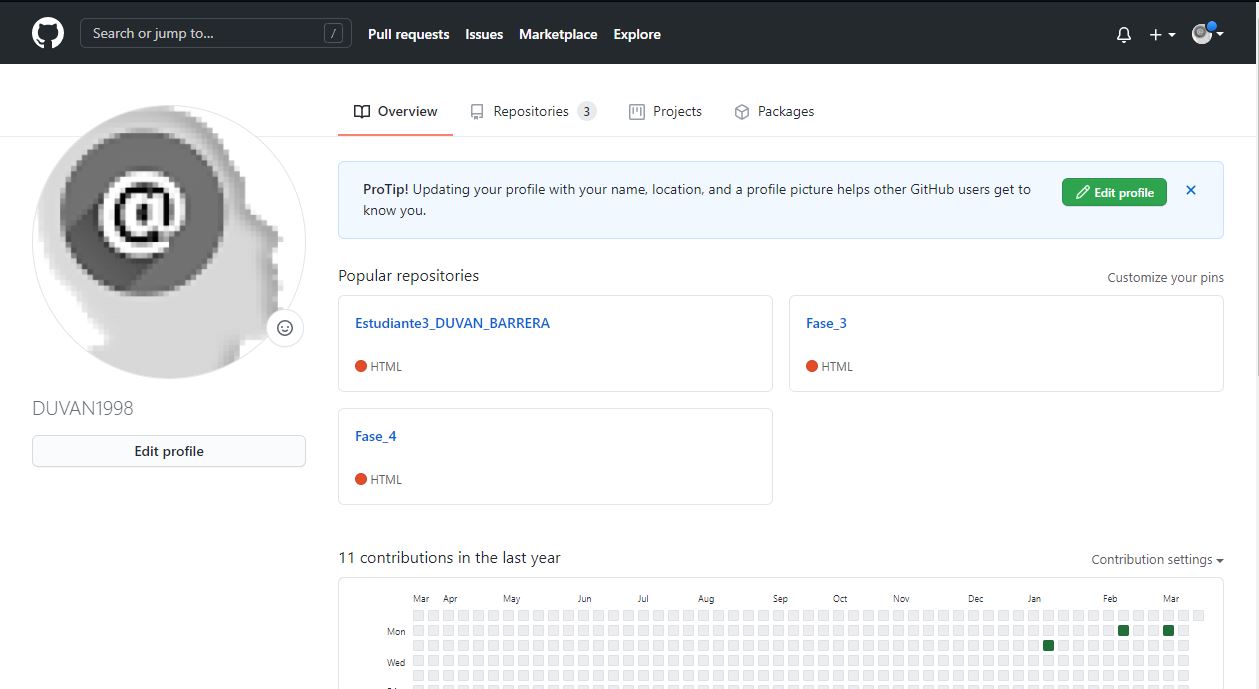 Search or jump to... /
Pull requests
Issues
Marketplace
Explore
Overview
Repositories 3
Projects
Packages
@
DUVAN1998
Edit profile
ProTip! Updating your profile with your name, location, and a profile picture helps other GitHub users get to
know you.
Edit profile
Popular repositories
Customize your pins
Estudiante3_DUVAN_BARRERA
HTML
Fase_3
HTML
Fase_4
HTML
11 contributions in the last year
Contribution settings
Mar Apr May Jun Jul Aug Sep Oct Nov Dec Jan Feb Mar
Mon
Wed